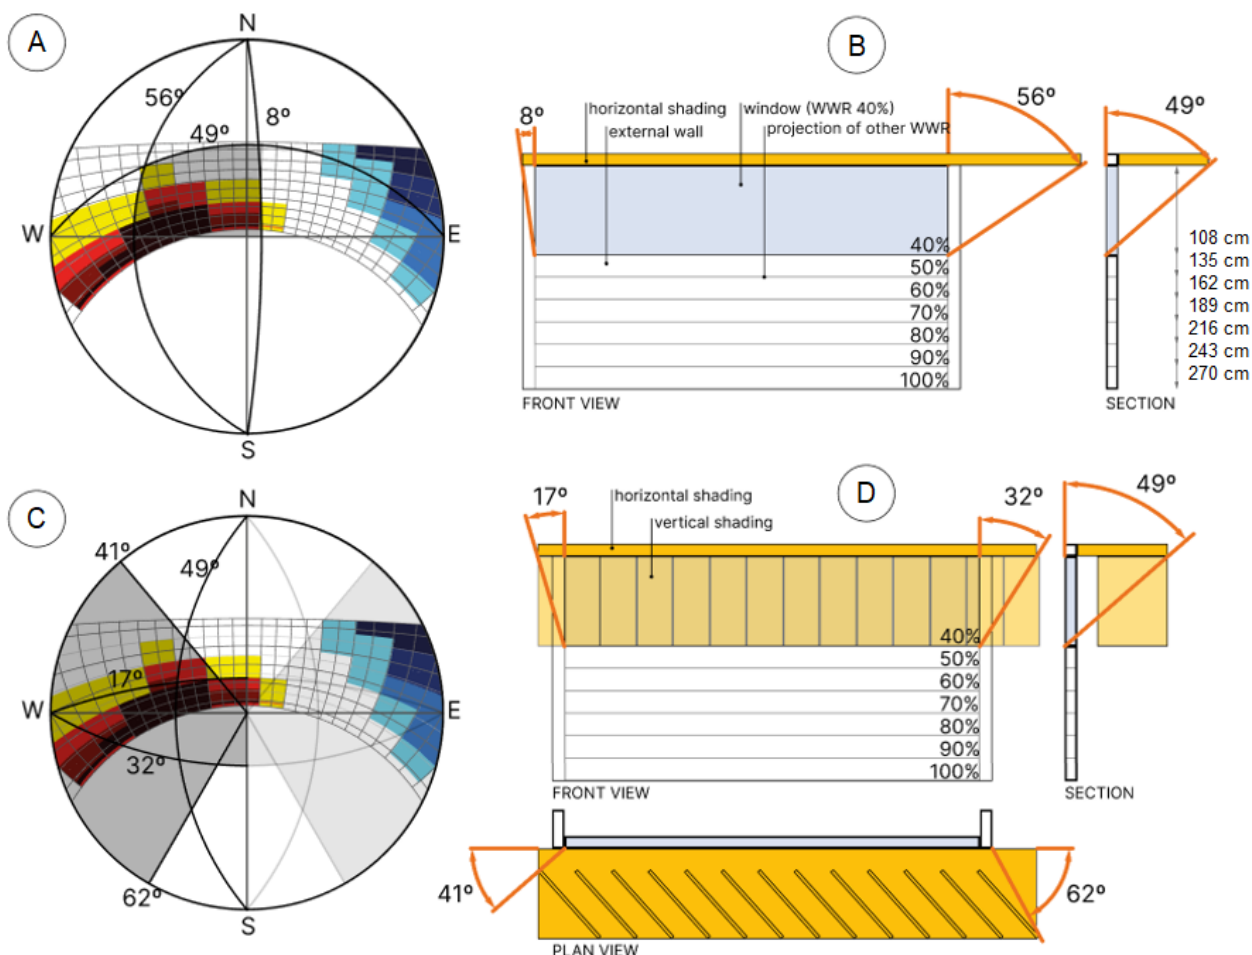 A
N
56º
8º
49º
W
E
S
B
8º
horizontal shading
external wall
window (WWR 40%)
projection of other WWR
56º
49º
40%
50%
60%
70%
80%
90%
100%
FRONT VIEW
108 cm
135 cm
162 cm
189 cm
216 cm
243 cm
270 cm
SECTION
C
N
41º
49º
17º
W
E
32º
62º
S
D
17º
horizontal shading
vertical shading
32º
49º
40%
50%
60%
70%
80%
90%
100%
FRONT VIEW
SECTION
41º
62º
PLAN VIEW